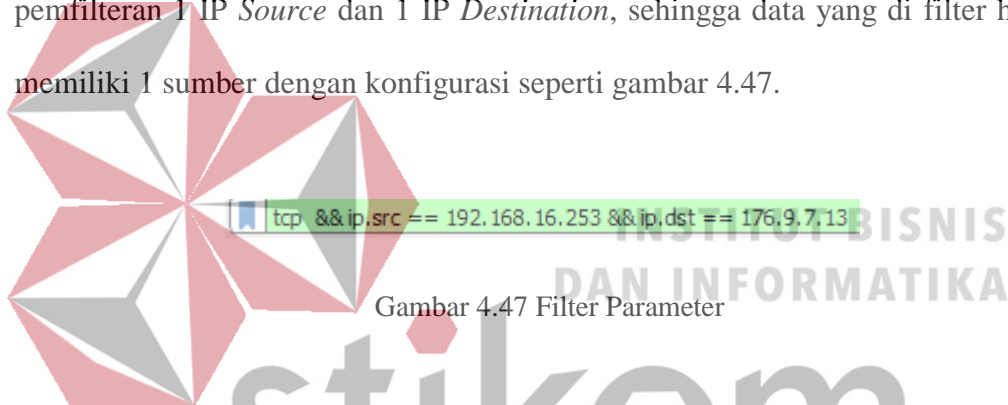 pemfilteran 1 IP Source dan 1 IP Destination, sehingga data yang di filter h
memiliki 1 sumber dengan konfigurasi seperti gambar 4.47.
tcp && ip.src == 192.168.16.253 && ip.dst == 176.9.7.13
INSTITUT BISNIS
DAN INFORMATIKA
Gambar 4.47 Filter Parameter
stikom